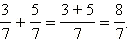 3/7 + 5/7 = (3 + 5)/7 = 8/7.